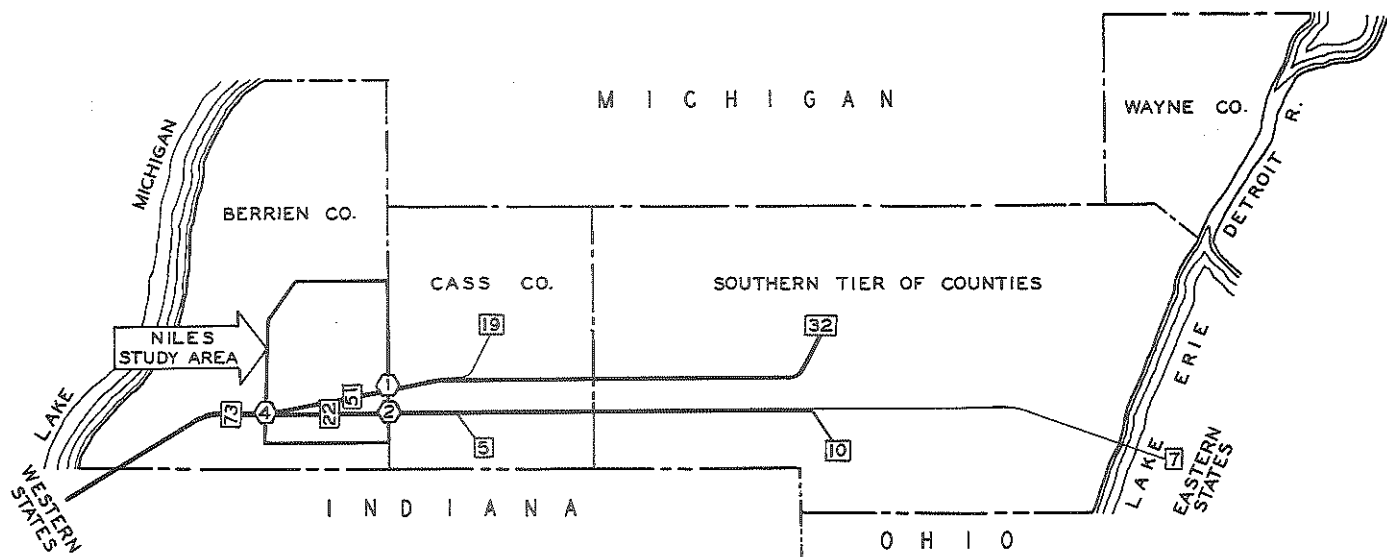 MICHIGAN
WAYNE CO.
MICHIGAN
DETROIT R.
BERRIEN CO.
CASS CO.
SOUTHERN TIER OF COUNTIES
19
32
NILES
STUDY AREA
ERIE
1
51
73
4
22
2
LAKE
5
10
7
LAKE
EASTERN
STATES
WESTERN
STATES
INDIANA
OHIO